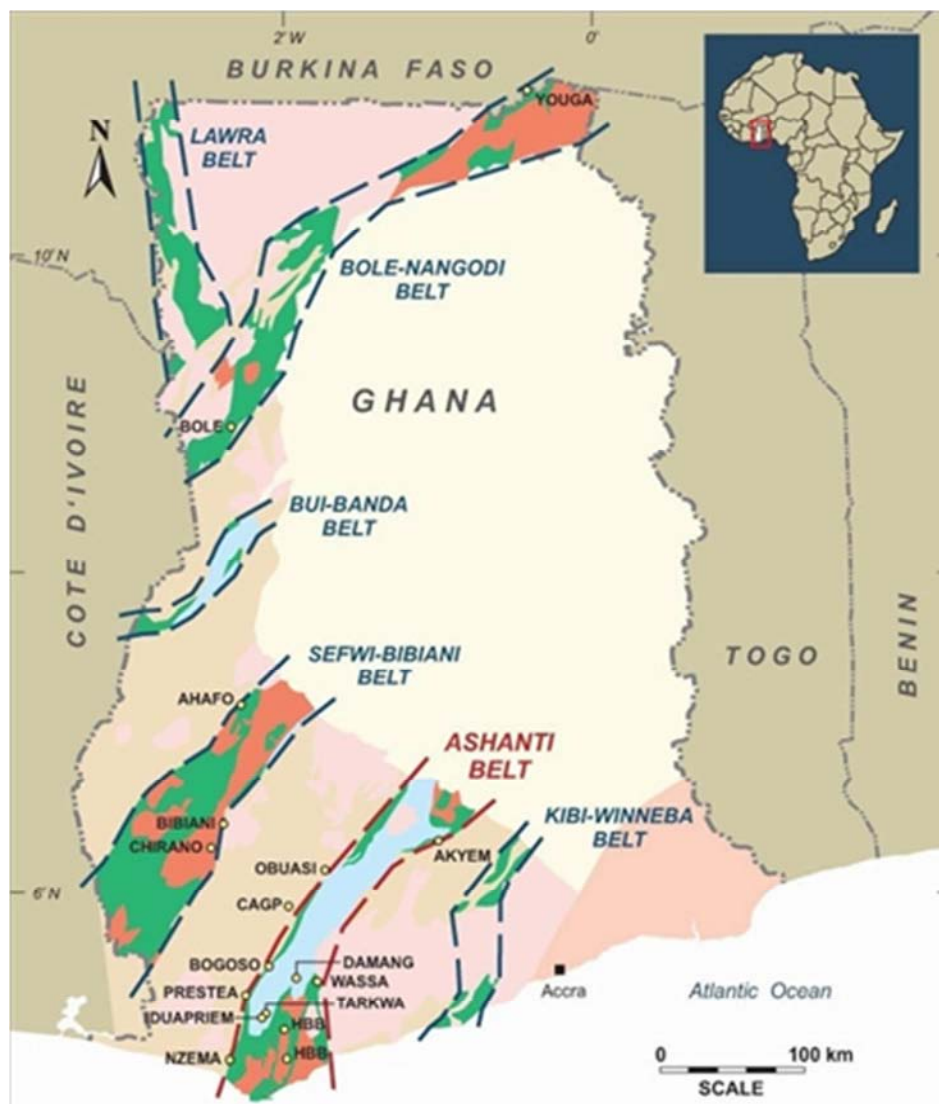 2' W
0'
BURKINA FASO
YOUGA
N
LAWRA
BELT
10' N
BOLE-NANGODI
BELT
GHANA
COTE D'IVOIRE
BOLE
BUI-BANDA
BELT
SEFWI-BIBIANI
BELT
TOGO
BENIN
AHAFO
ASHANTI
BELT
KIBI-WINNEBA
BELT
BIBIANI
CHIRANO
AKYEM
OBUASI
6' N
CAGP
BOGOSO
DAMANG
PRESTEA
WASSA
Accra
Atlantic Ocean
IDUAPRIEM
TARKWA
HBB
NZEMA
HBB
0
100 km
SCALE